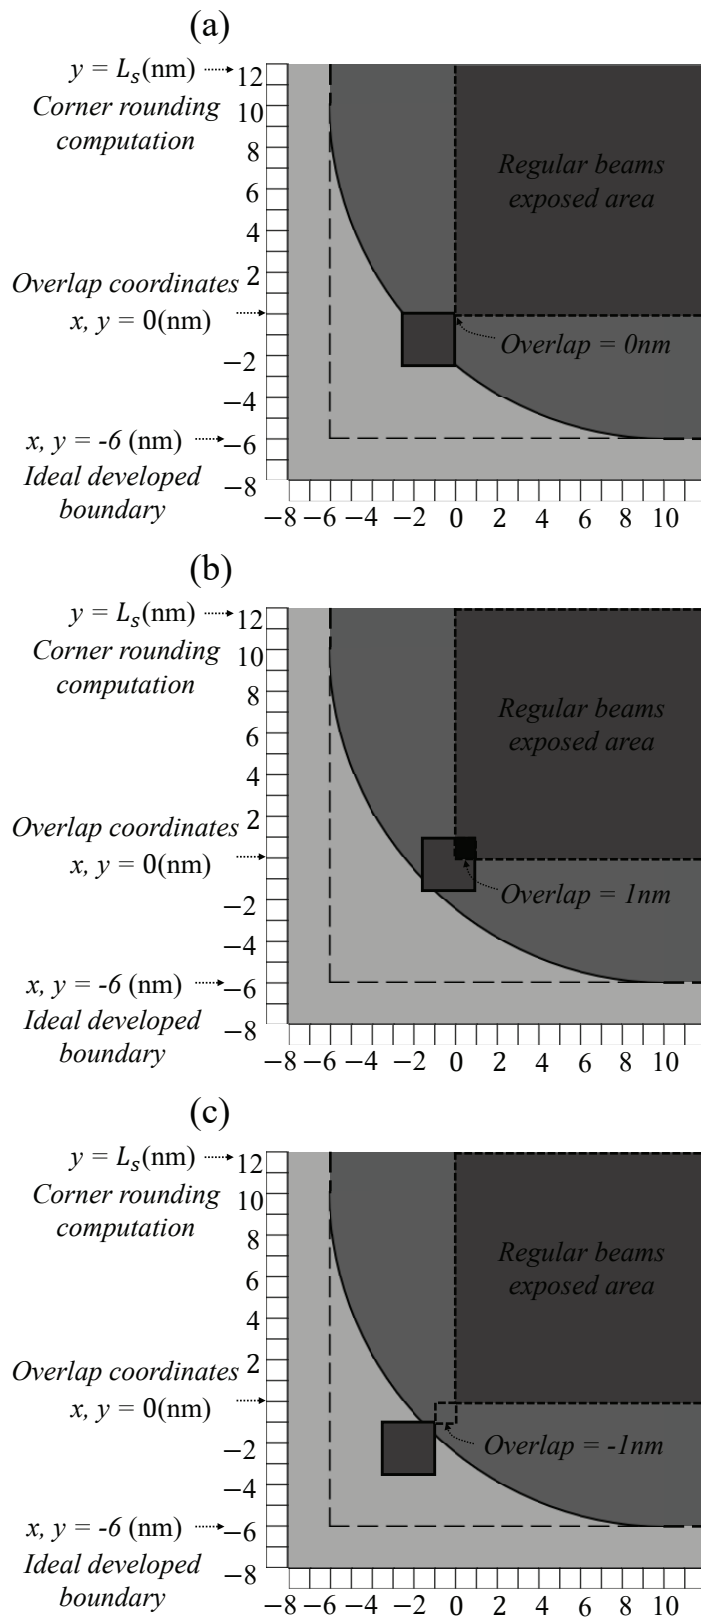 (a)
y = Lₛ(nm)
Corner rounding
computation
12
10
8
6
4
2
Regular beams
exposed area
Overlap coordinates
x, y = 0(nm)
Overlap = 0nm
−2
−4
x, y = -6 (nm)
−6
Ideal developed
boundary
−8
−8 −6 −4 −2 0 2 4 6 8 10
(b)
y = Lₛ(nm)
Corner rounding
computation
12
10
8
6
4
2
Regular beams
exposed area
Overlap coordinates
x, y = 0(nm)
Overlap = 1nm
−2
−4
x, y = -6 (nm)
−6
Ideal developed
boundary
−8
−8 −6 −4 −2 0 2 4 6 8 10
(c)
y = Lₛ(nm)
Corner rounding
computation
12
10
8
6
4
2
Regular beams
exposed area
Overlap coordinates
x, y = 0(nm)
Overlap = -1nm
−2
−4
x, y = -6 (nm)
−6
Ideal developed
boundary
−8
−8 −6 −4 −2 0 2 4 6 8 10